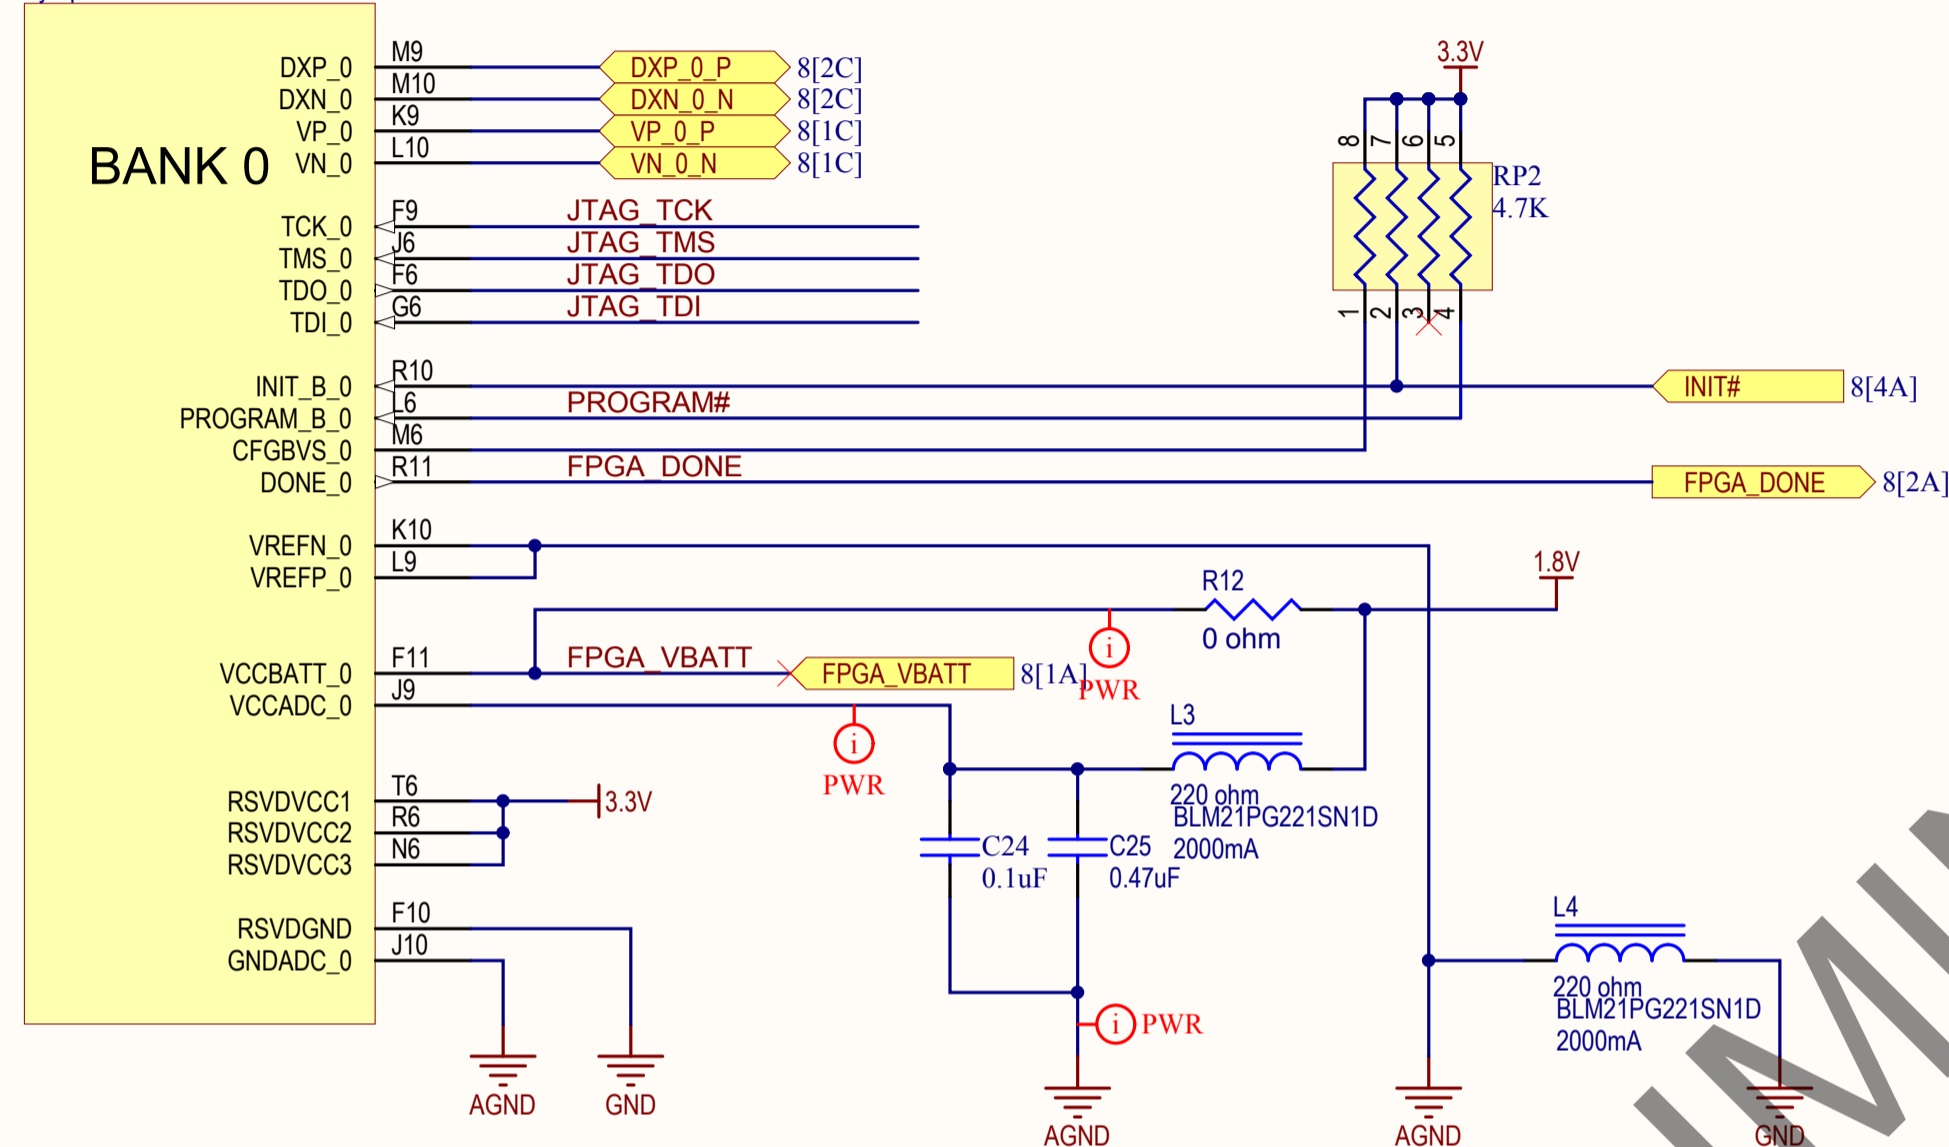 BANK 0
DXP_0 M9 DXP_0_P 8[2C]
DXN_0 M10 DXN_0_N 8[2C]
VP_0 K9 VP_0_P 8[1C]
VN_0 L10 VN_0_N 8[1C]
TCK_0 F9 JTAG_TCK
TMS_0 J6 JTAG_TMS
TDO_0 F6 JTAG_TDO
TDI_0 G6 JTAG_TDI
3.3V
8 7 6 5
RP2
4.7K
1 2 3 4
INIT_B_0 R10 INIT# 8[4A]
PROGRAM_B_0 L6 PROGRAM#
CFGBVS_0 M6
DONE_0 R11 FPGA_DONE FPGA_DONE 8[2A]
VREFN_0 K10
VREFP_0 L9
1.8V
R12
0 ohm
VCCBATT_0 F11 FPGA_VBATT FPGA_VBATT 8[1A]
PWR
VCCADC_0 J9
PWR
L3
220 ohm
BLM21PG221SN1D
2000mA
RSVDVCC1 T6 3.3V
RSVDVCC2 R6
RSVDVCC3 N6
C24
0.1uF
C25
0.47uF
RSVDGND F10
GNDADC_0 J10
L4
220 ohm
BLM21PG221SN1D
2000mA
PWR
AGND GND
AGND AGND GND